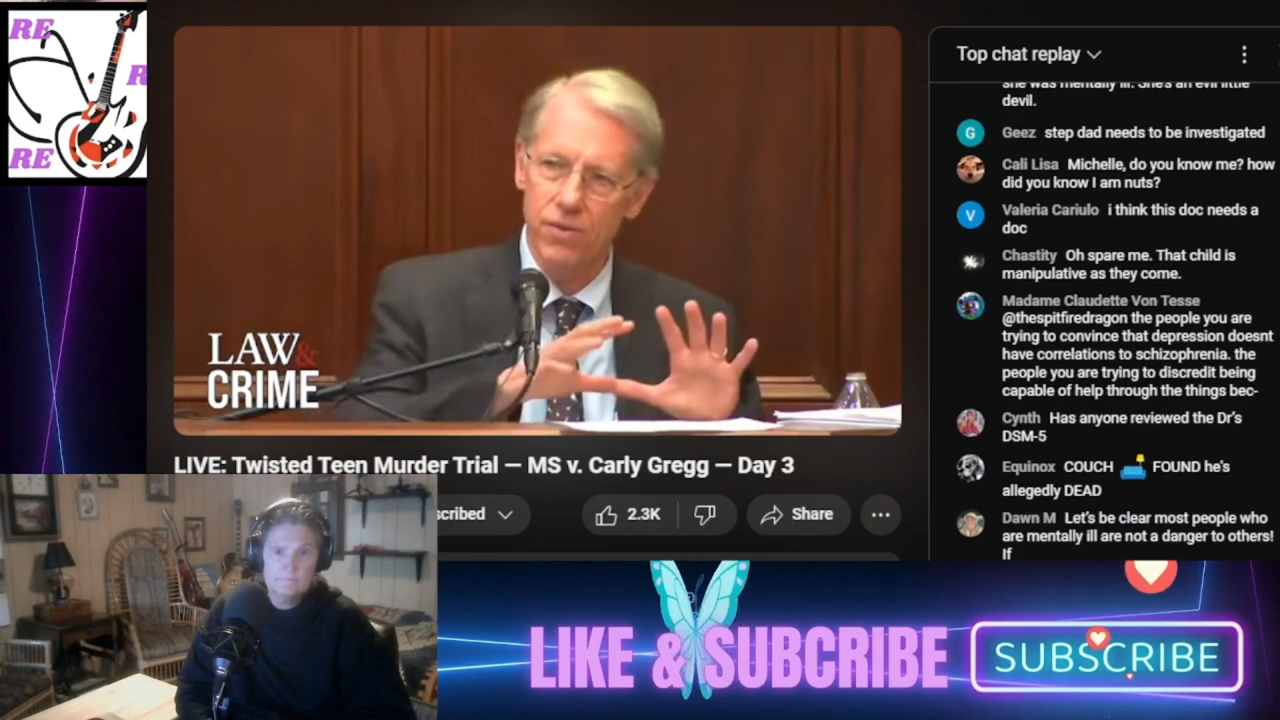 RE
R
RE
LAW&
CRIME
LIVE: Twisted Teen Murder Trial — MS v. Carly Gregg — Day 3
scribed
2.3K
Share
Top chat replay
she was mentally ill. She's an evil little
devil.
Geez step dad needs to be investigated
Cali Lisa Michelle, do you know me? how
did you know I am nuts?
V Valeria Cariulo i think this doc needs a
doc
Chastity Oh spare me. That child is
manipulative as they come.
Madame Claudette Von Tesse
@thespitfiredragon the people you are
trying to convince that depression doesnt
have correlations to schizophrenia. the
people you are trying to discredit being
capable of help through the things bec-
Cynth Has anyone reviewed the Dr's
DSM-5
Equinox COUCH 🛋️ FOUND he's
allegedly DEAD
Dawn M Let's be clear most people who
are mentally ill are not a danger to others!
If
LIKE & SUBCRIBE
SUBSCRIBE